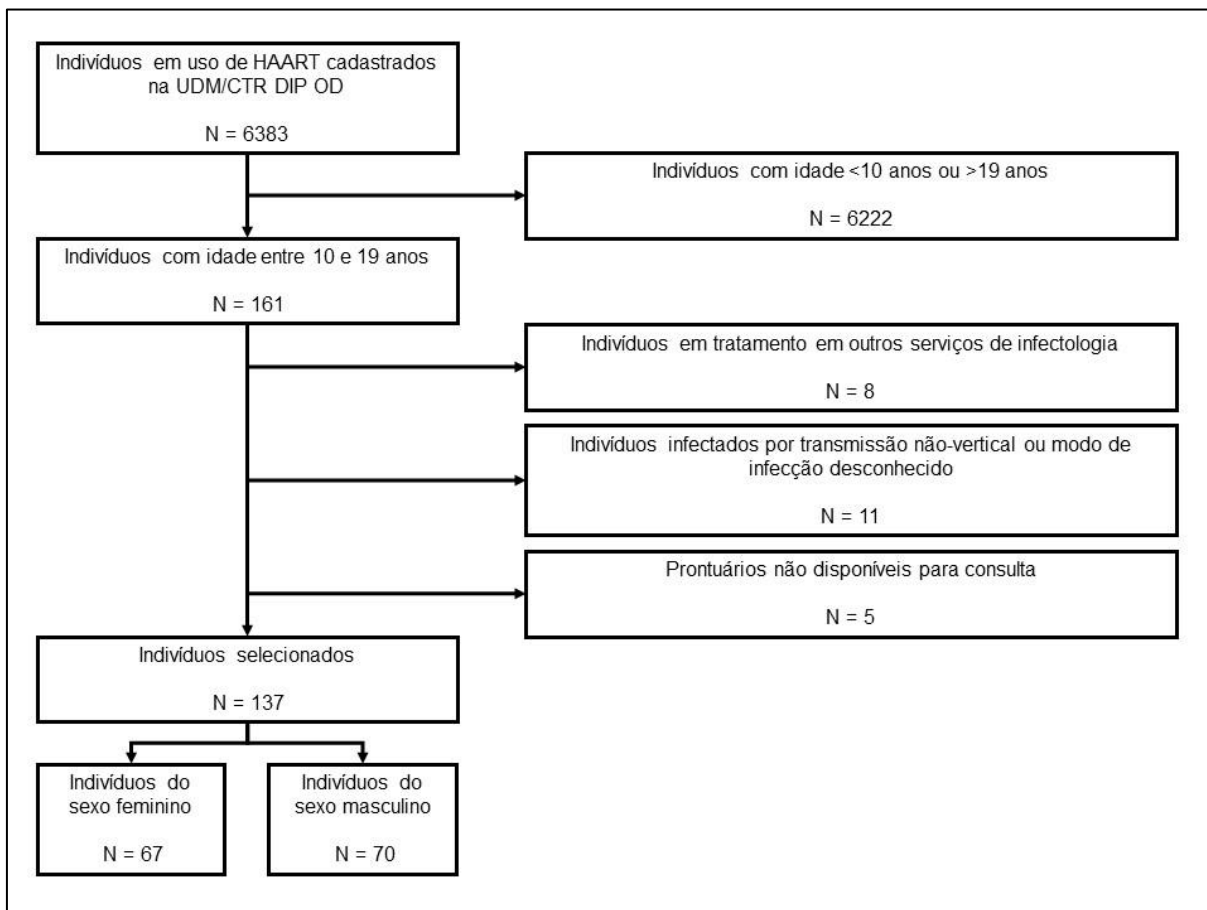 Indivíduos em uso de HAART cadastrados
na UDM/CTR DIP OD
N = 6383
Indivíduos com idade <10 anos ou >19 anos
N = 6222
Indivíduos com idade entre 10 e 19 anos
N = 161
Indivíduos em tratamento em outros serviços de infectologia
N = 8
Indivíduos infectados por transmissão não-vertical ou modo de
infecção desconhecido
N = 11
Prontuários não disponíveis para consulta
N = 5
Indivíduos selecionados
N = 137
Indivíduos do
sexo feminino
N = 67
Indivíduos do
sexo masculino
N = 70